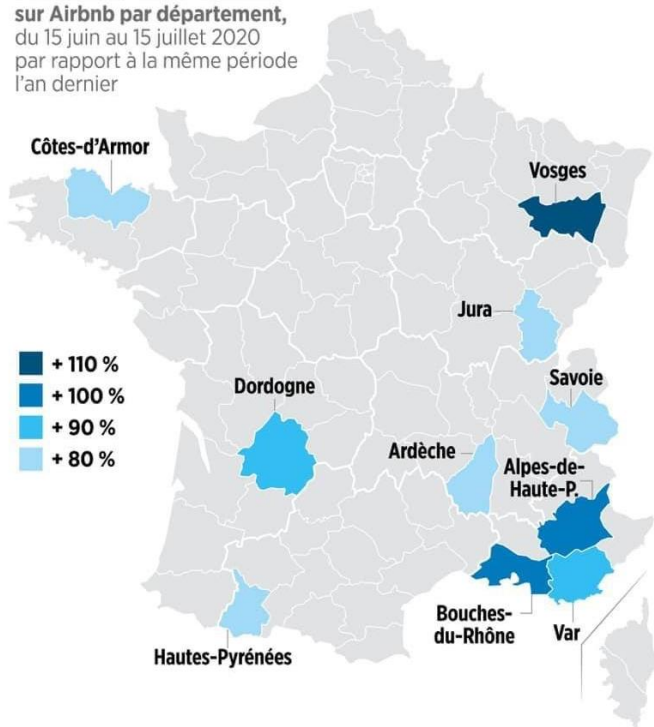 sur Airbnb par département,
du 15 juin au 15 juillet 2020
par rapport à la même période
l'an dernier
Côtes-d'Armor
Vosges
Jura
+ 110 %
+ 100 %
+ 90 %
+ 80 %
Dordogne
Savoie
Ardèche
Alpes-de-
Haute-P.
Bouches-
du-Rhône
Var
Hautes-Pyrénées